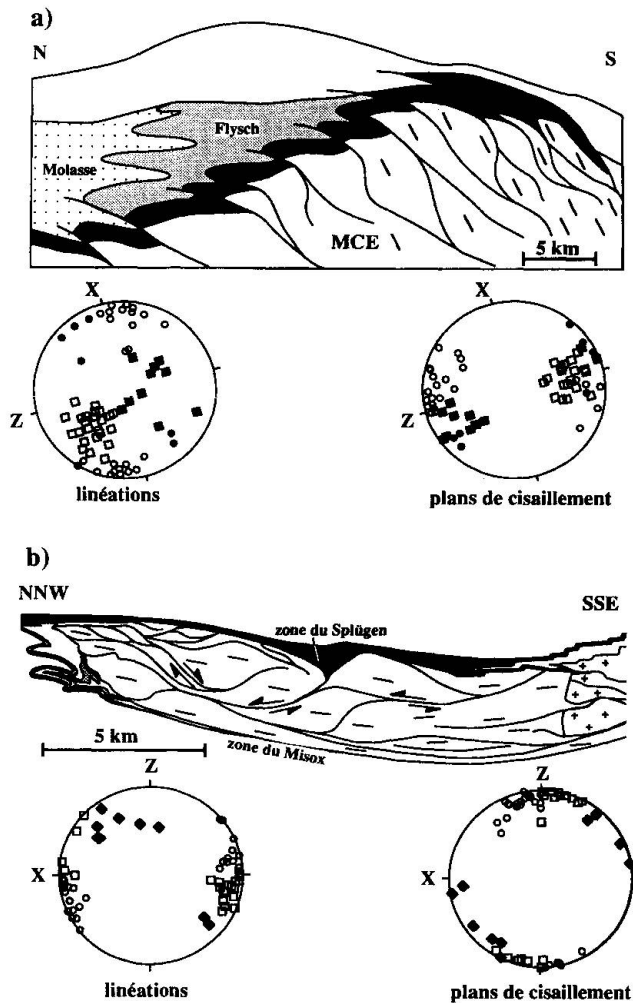 a)
N
S
Flysch
Molasse
MCE
5 km
X
X
Z
Z
linéations
plans de cisaillement
b)
NNW
SSE
zone du Splügen
5 km
zone du Misox
Z
Z
X
X
linéations
plans de cisaillement